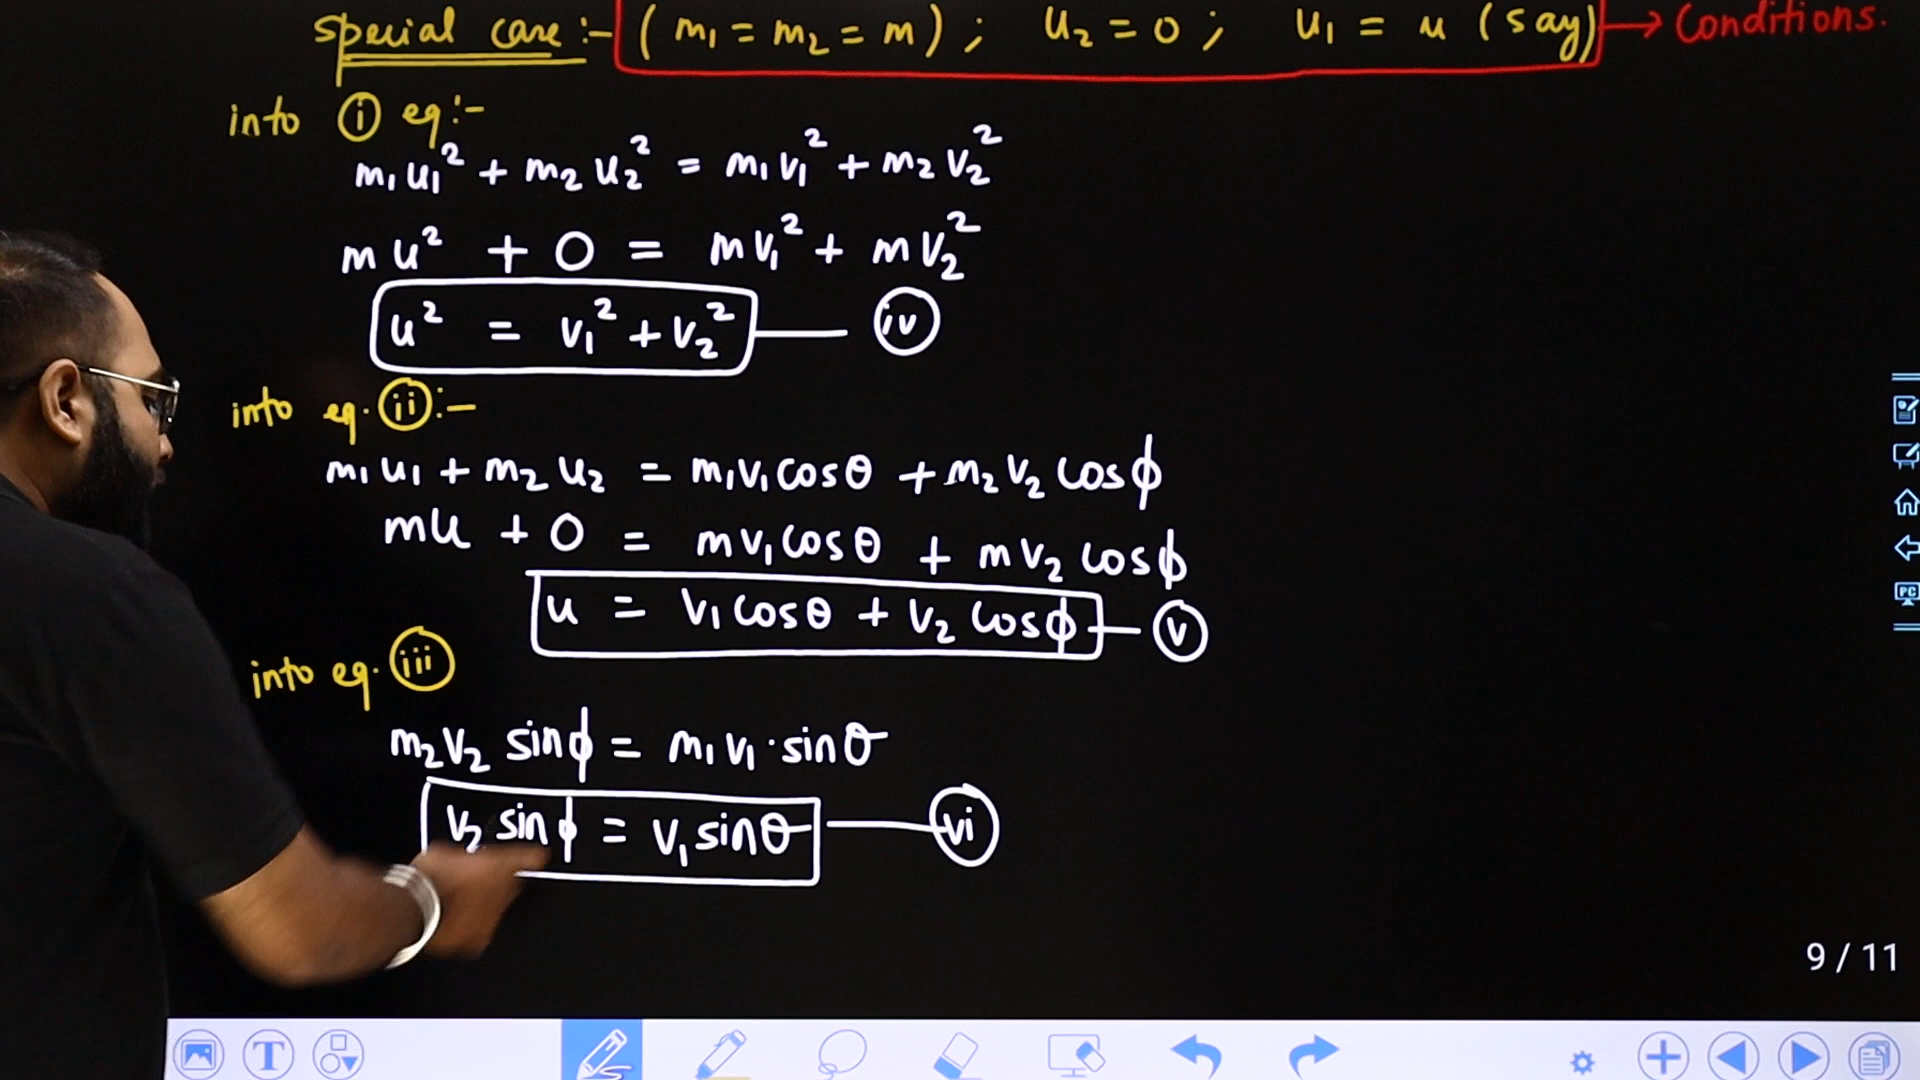 special case :- (m₁ = m₂ = m) ; u₂ = 0 ; u₁ = u (say) → Conditions.
into (i) eq:-
m₁u₁² + m₂u₂² = m₁v₁² + m₂v₂²
mu² + 0 = mv₁² + mv₂²
u² = v₁² + v₂² — (iv)
into eq. (ii) :-
m₁u₁ + m₂u₂ = m₁v₁cosθ + m₂v₂cosϕ
mu + 0 = mv₁cosθ + mv₂cosϕ
u = v₁cosθ + v₂cosϕ — (v)
into eq. (iii)
m₂v₂ sinϕ = m₁v₁·sinθ
v₂ sinϕ = v₁sinθ — (vi)
9 / 11
T
PC